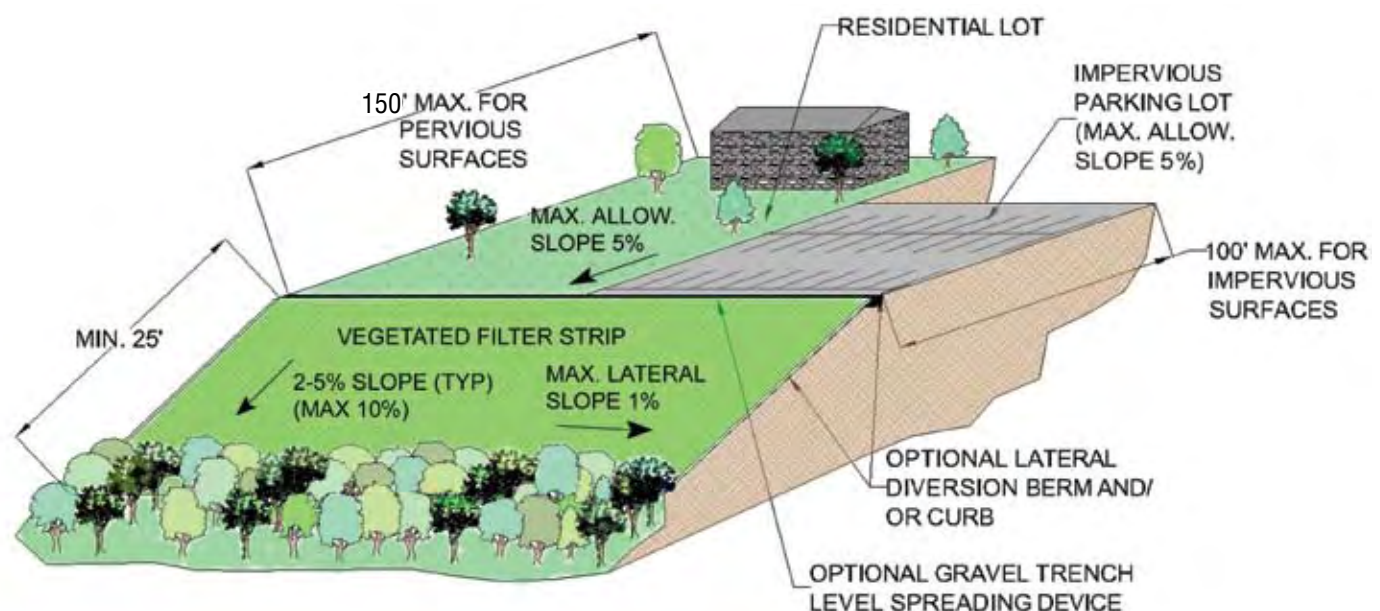 RESIDENTIAL LOT
IMPERVIOUS
PARKING LOT
(MAX. ALLOW.
SLOPE 5%)
150' MAX. FOR
PERVIOUS
SURFACES
MAX. ALLOW.
SLOPE 5%
100' MAX. FOR
IMPERVIOUS
SURFACES
MIN. 25'
VEGETATED FILTER STRIP
2-5% SLOPE (TYP)
(MAX 10%)
MAX. LATERAL
SLOPE 1%
OPTIONAL LATERAL
DIVERSION BERM AND/
OR CURB
OPTIONAL GRAVEL TRENCH
LEVEL SPREADING DEVICE